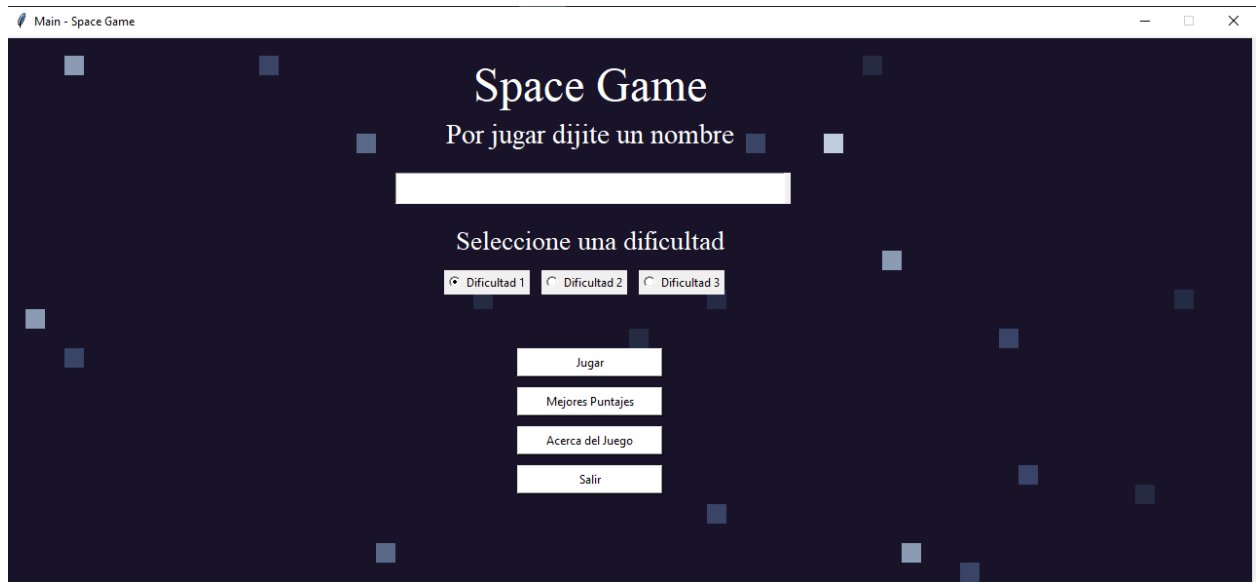 Main - Space Game
Space Game
Por jugar dijite un nombre
Seleccione una dificultad
Dificultad 1 Dificultad 2 Dificultad 3
Jugar
Mejores Puntajes
Acerca del Juego
Salir